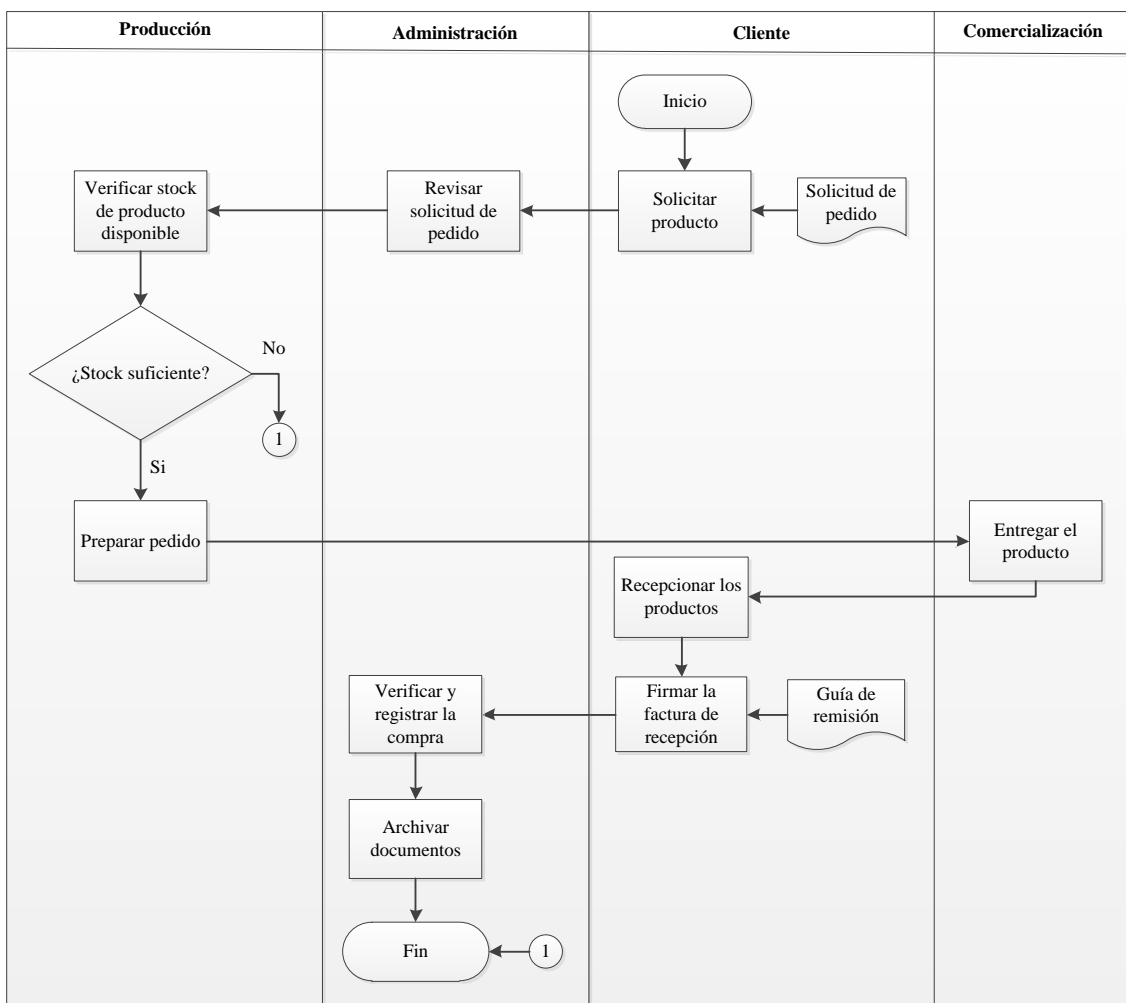 Producción
Administración
Cliente
Comercialización
Inicio
Verificar stock
de producto
disponible
Revisar
solicitud de
pedido
Solicitar
producto
Solicitud de
pedido
¿Stock suficiente?
No
1
Si
Preparar pedido
Entregar el
producto
Recepcionar los
productos
Verificar y
registrar la
compra
Firmar la
factura de
recepción
Guía de
remisión
Archivar
documentos
Fin
1